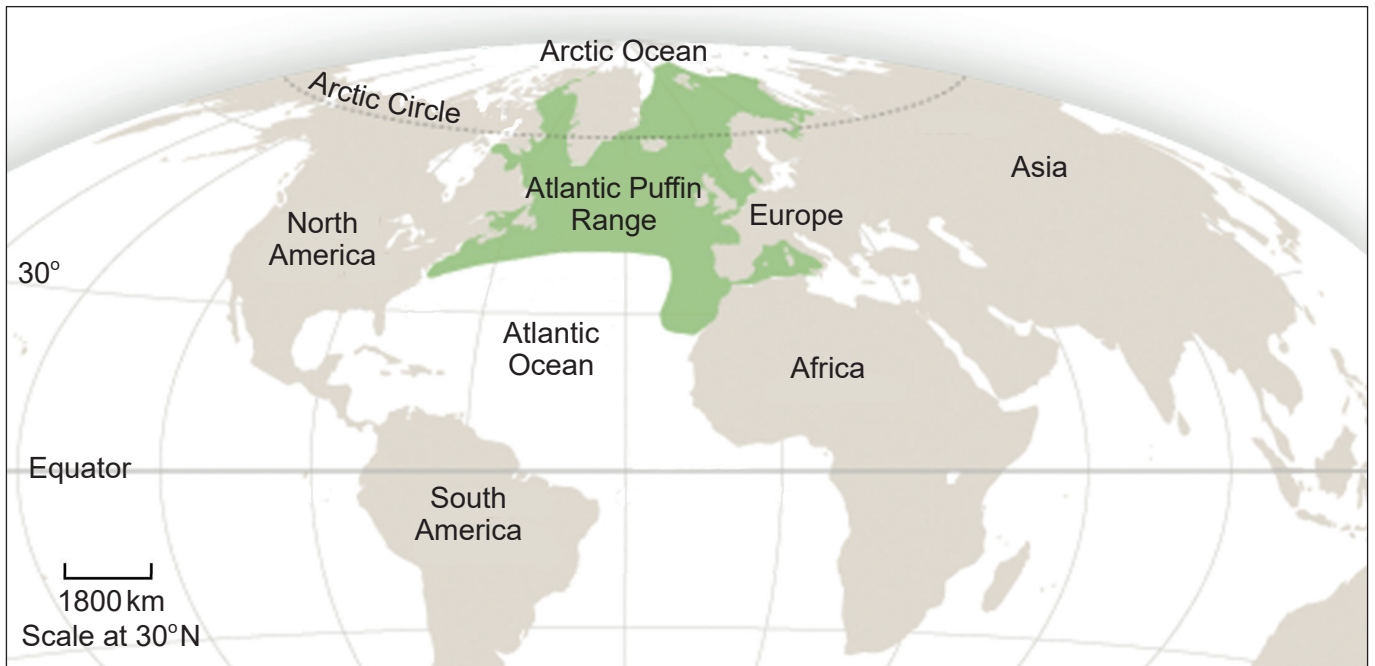 Arctic Ocean
Arctic Circle
Asia
Atlantic Puffin
Range
Europe
North
America
30°
Atlantic
Ocean
Africa
Equator
South
America
1800 km
Scale at 30°N